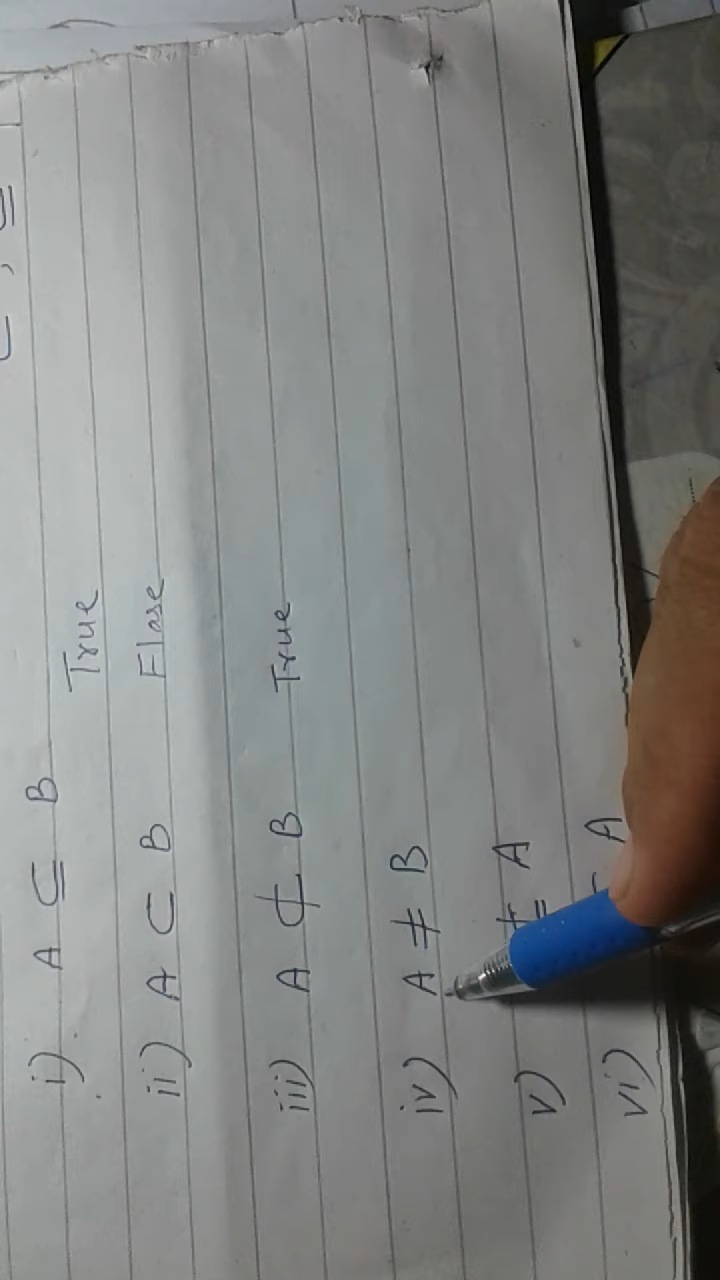 ⊂ , ⊆
i). A ⊆ B
True
ii) A ⊂ B Flase
iii) A ⊄ B True
iv) A ≠ B
v) A
vi) A